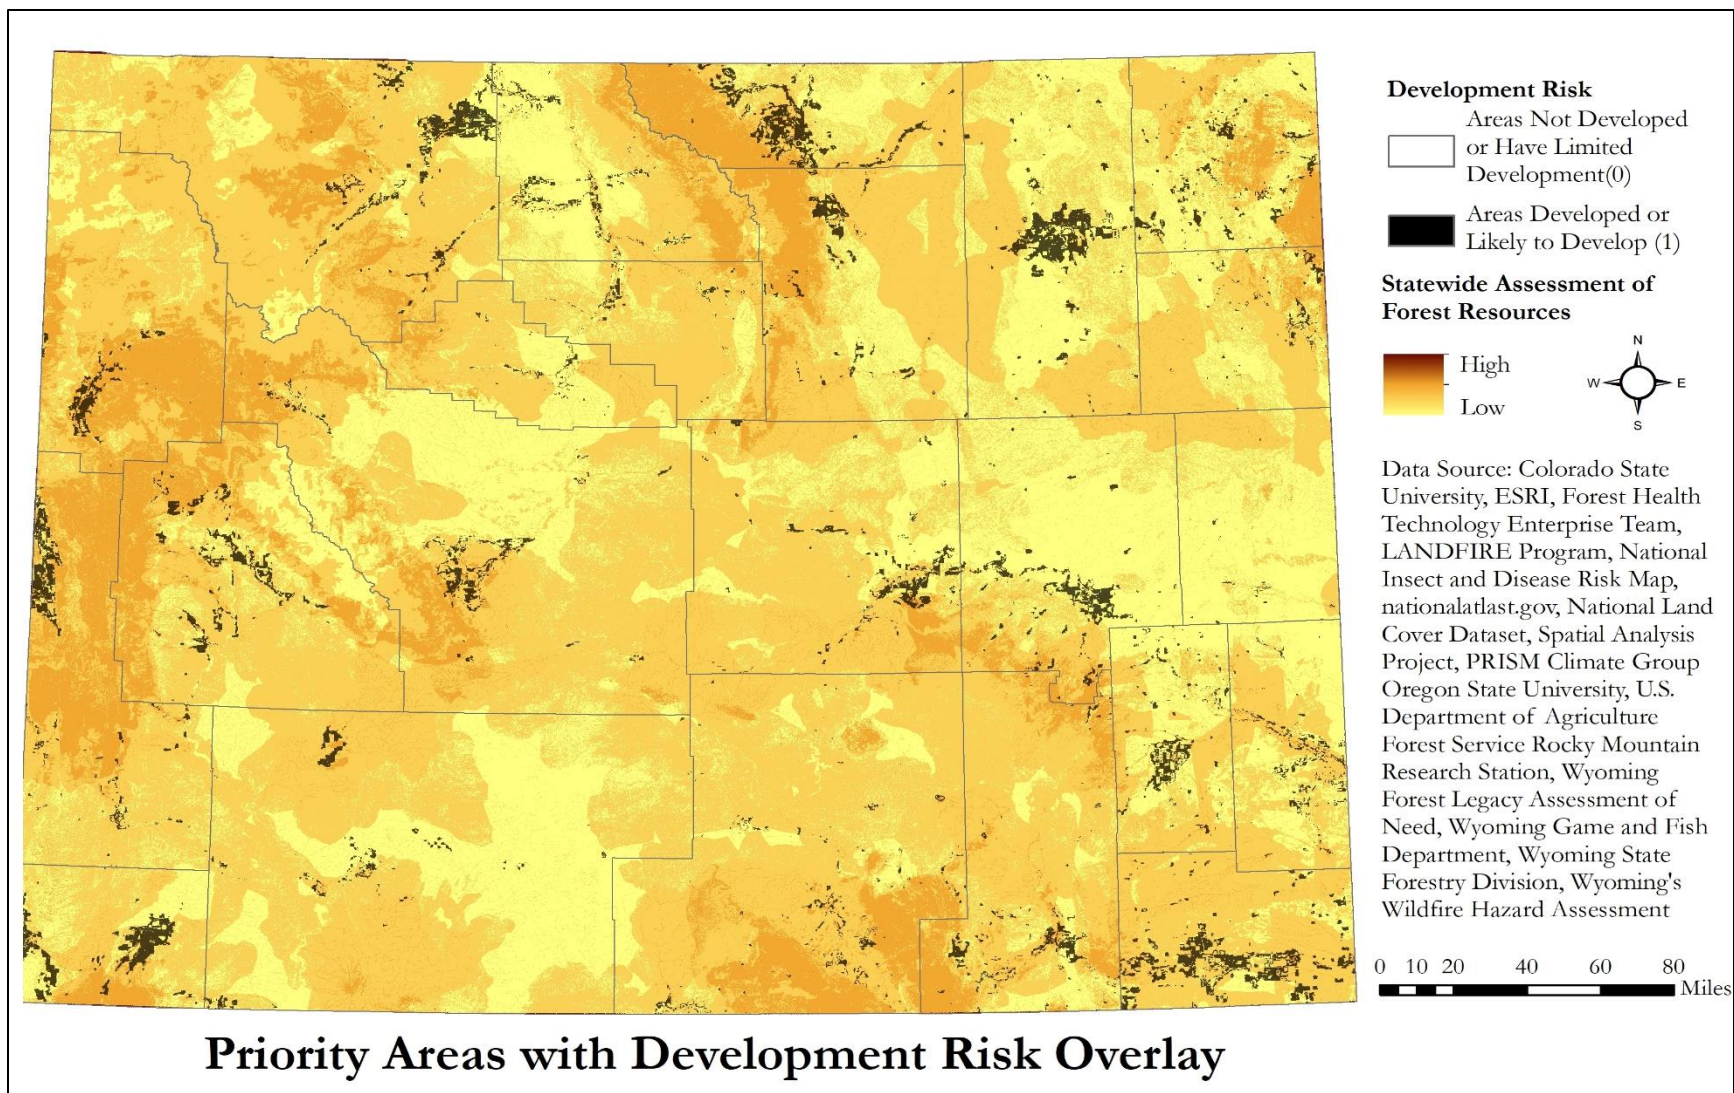 Development Risk
Areas Not Developed
or Have Limited
Development(0)
Areas Developed or
Likely to Develop (1)
Statewide Assessment of
Forest Resources
High
Low
N
W
E
S
Data Source: Colorado State
University, ESRI, Forest Health
Technology Enterprise Team,
LANDFIRE Program, National
Insect and Disease Risk Map,
nationalatlast.gov, National Land
Cover Dataset, Spatial Analysis
Project, PRISM Climate Group
Oregon State University, U.S.
Department of Agriculture
Forest Service Rocky Mountain
Research Station, Wyoming
Forest Legacy Assessment of
Need, Wyoming Game and Fish
Department, Wyoming State
Forestry Division, Wyoming's
Wildfire Hazard Assessment
0 10 20 40 60 80
Miles
Priority Areas with Development Risk Overlay